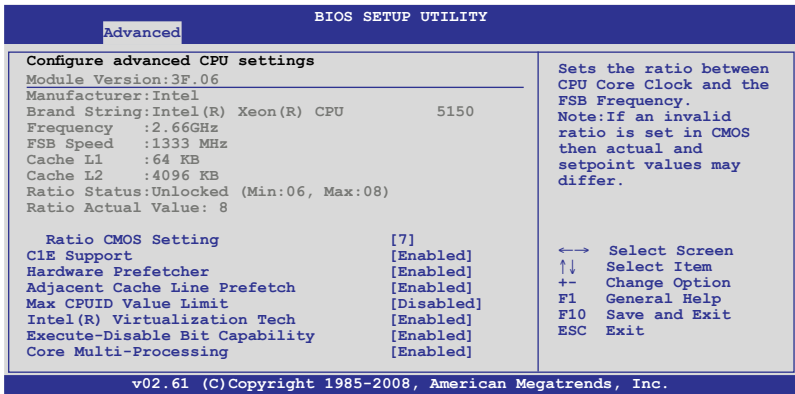 BIOS SETUP UTILITY
Advanced
Configure advanced CPU settings
Module Version:3F.06
Manufacturer:Intel
Brand String:Intel(R) Xeon(R) CPU 5150
Frequency :2.66GHz
FSB Speed :1333 MHz
Cache L1 :64 KB
Cache L2 :4096 KB
Ratio Status:Unlocked (Min:06, Max:08)
Ratio Actual Value: 8
Ratio CMOS Setting [7]
C1E Support [Enabled]
Hardware Prefetcher [Enabled]
Adjacent Cache Line Prefetch [Enabled]
Max CPUID Value Limit [Disabled]
Intel(R) Virtualization Tech [Enabled]
Execute-Disable Bit Capability [Enabled]
Core Multi-Processing [Enabled]
Sets the ratio between
CPU Core Clock and the
FSB Frequency.
Note:If an invalid
ratio is set in CMOS
then actual and
setpoint values may
differ.
←→ Select Screen
↑↓ Select Item
+- Change Option
F1 General Help
F10 Save and Exit
ESC Exit
v02.61 (C)Copyright 1985-2008, American Megatrends, Inc.